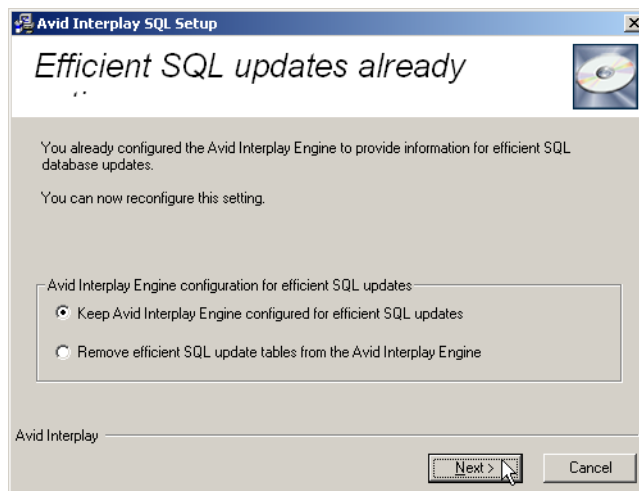 Avid Interplay SQL Setup
Efficient SQL updates already
You already configured the Avid Interplay Engine to provide information for efficient SQL
database updates.
You can now reconfigure this setting.
Avid Interplay Engine configuration for efficient SQL updates
Keep Avid Interplay Engine configured for efficient SQL updates
Remove efficient SQL update tables from the Avid Interplay Engine
Avid Interplay
Next >
Cancel